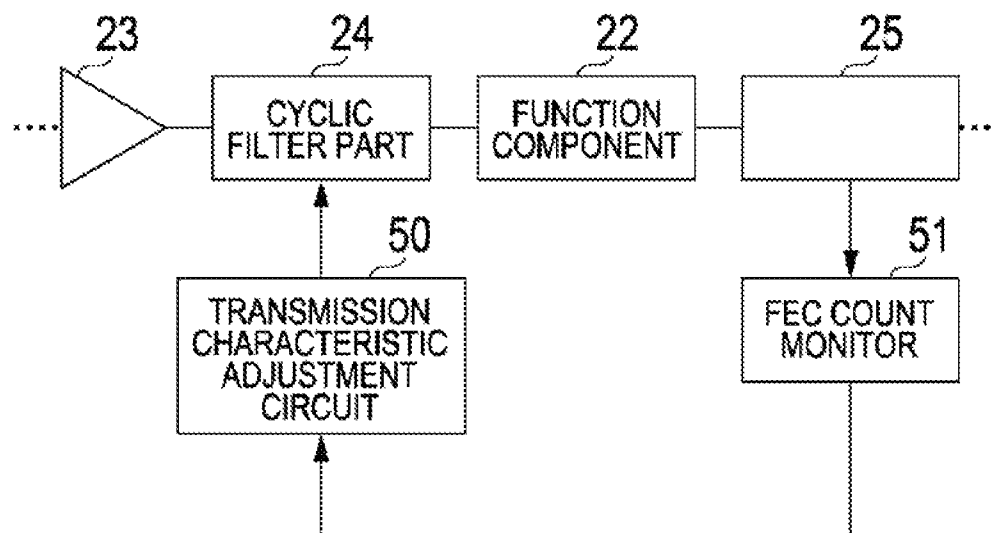 23
24
22
25
CYCLIC
FILTER PART
FUNCTION
COMPONENT
50
51
TRANSMISSION
CHARACTERISTIC
ADJUSTMENT
CIRCUIT
FEC COUNT
MONITOR